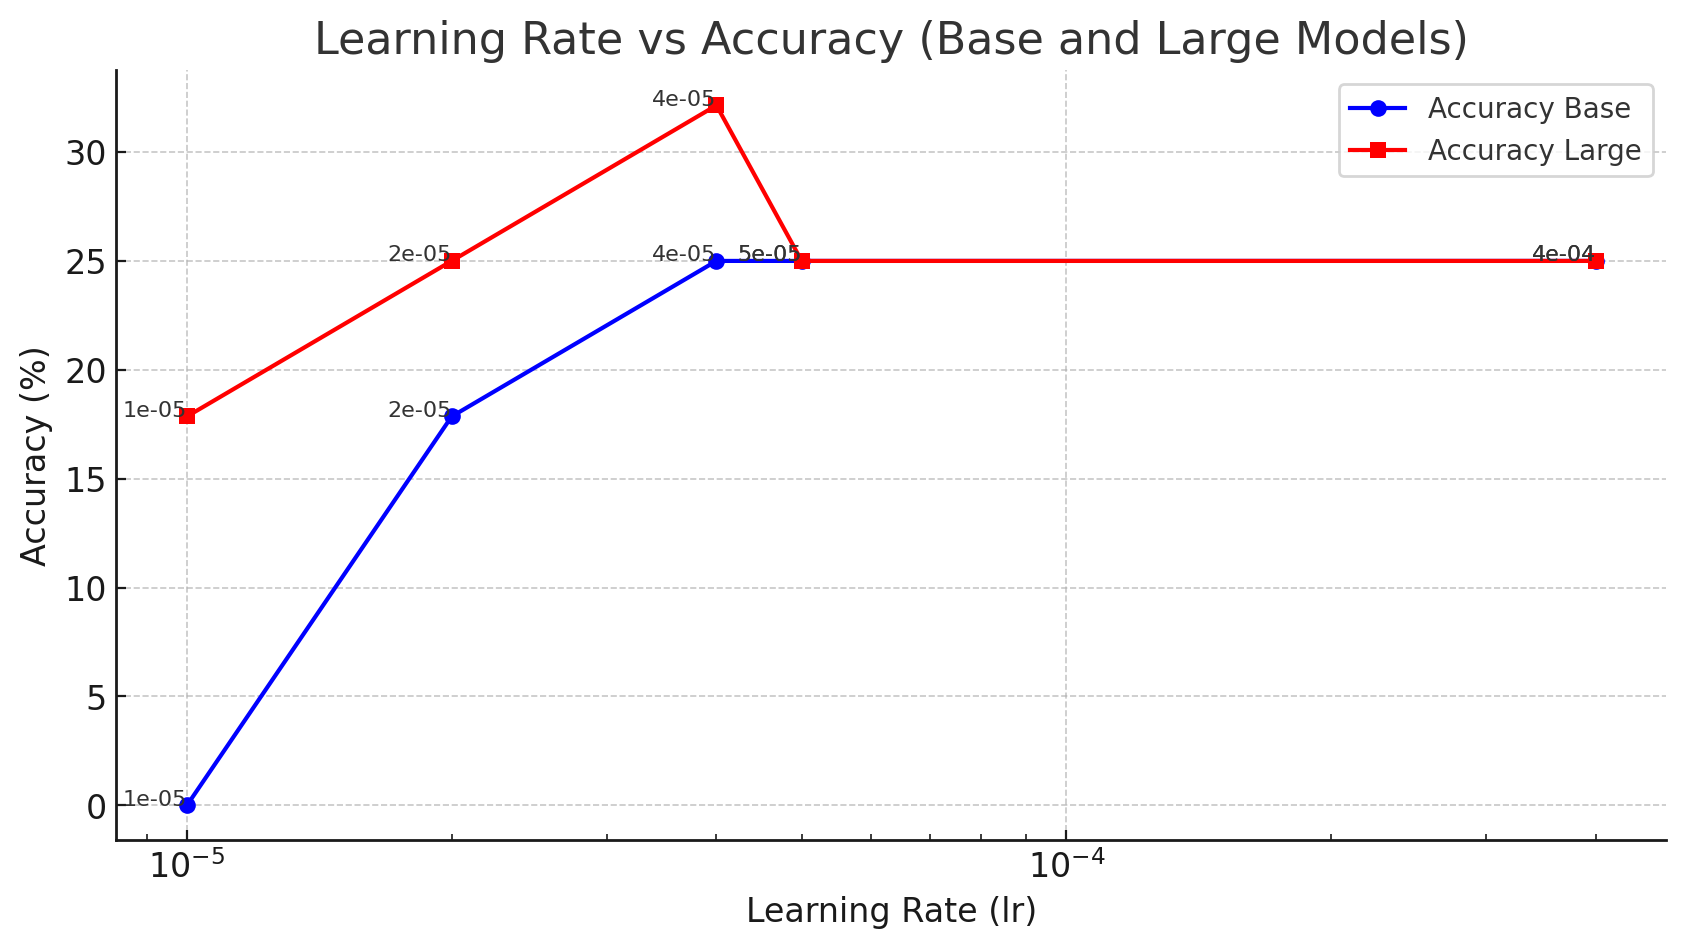 Learning Rate vs Accuracy (Base and Large Models)
Accuracy Base
Accuracy Large
Accuracy (%)
30
25
20
15
10
5
0
4e-05
2e-05
4e-05
5e-05
4e-04
1e-05
2e-05
1e-05
10⁻⁵
10⁻⁴
Learning Rate (lr)